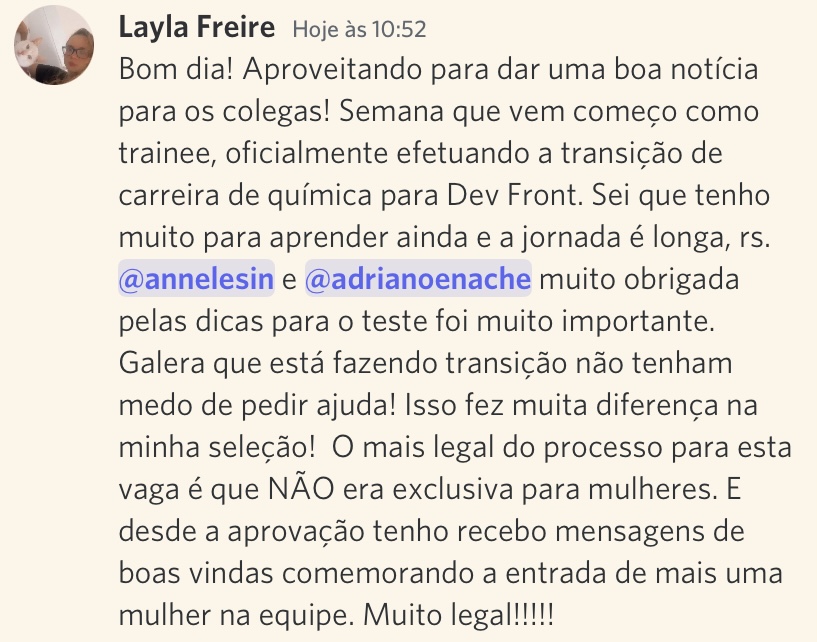 Layla Freire Hoje às 10:52
Bom dia! Aproveitando para dar uma boa notícia
para os colegas! Semana que vem começo como
trainee, oficialmente efetuando a transição de
carreira de química para Dev Front. Sei que tenho
muito para aprender ainda e a jornada é longa, rs.
@annelesin e @adrianoenache muito obrigada
pelas dicas para o teste foi muito importante.
Galera que está fazendo transição não tenham
medo de pedir ajuda! Isso fez muita diferença na
minha seleção!  O mais legal do processo para esta
vaga é que NÃO era exclusiva para mulheres. E
desde a aprovação tenho recebo mensagens de
boas vindas comemorando a entrada de mais uma
mulher na equipe. Muito legal!!!!!